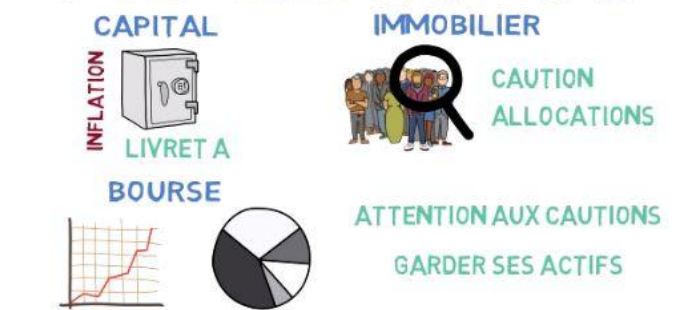 CAPITAL
INFLATION
LIVRET A
IMMOBILIER
CAUTION
ALLOCATIONS
BOURSE
ATTENTION AUX CAUTIONS
GARDER SES ACTIFS